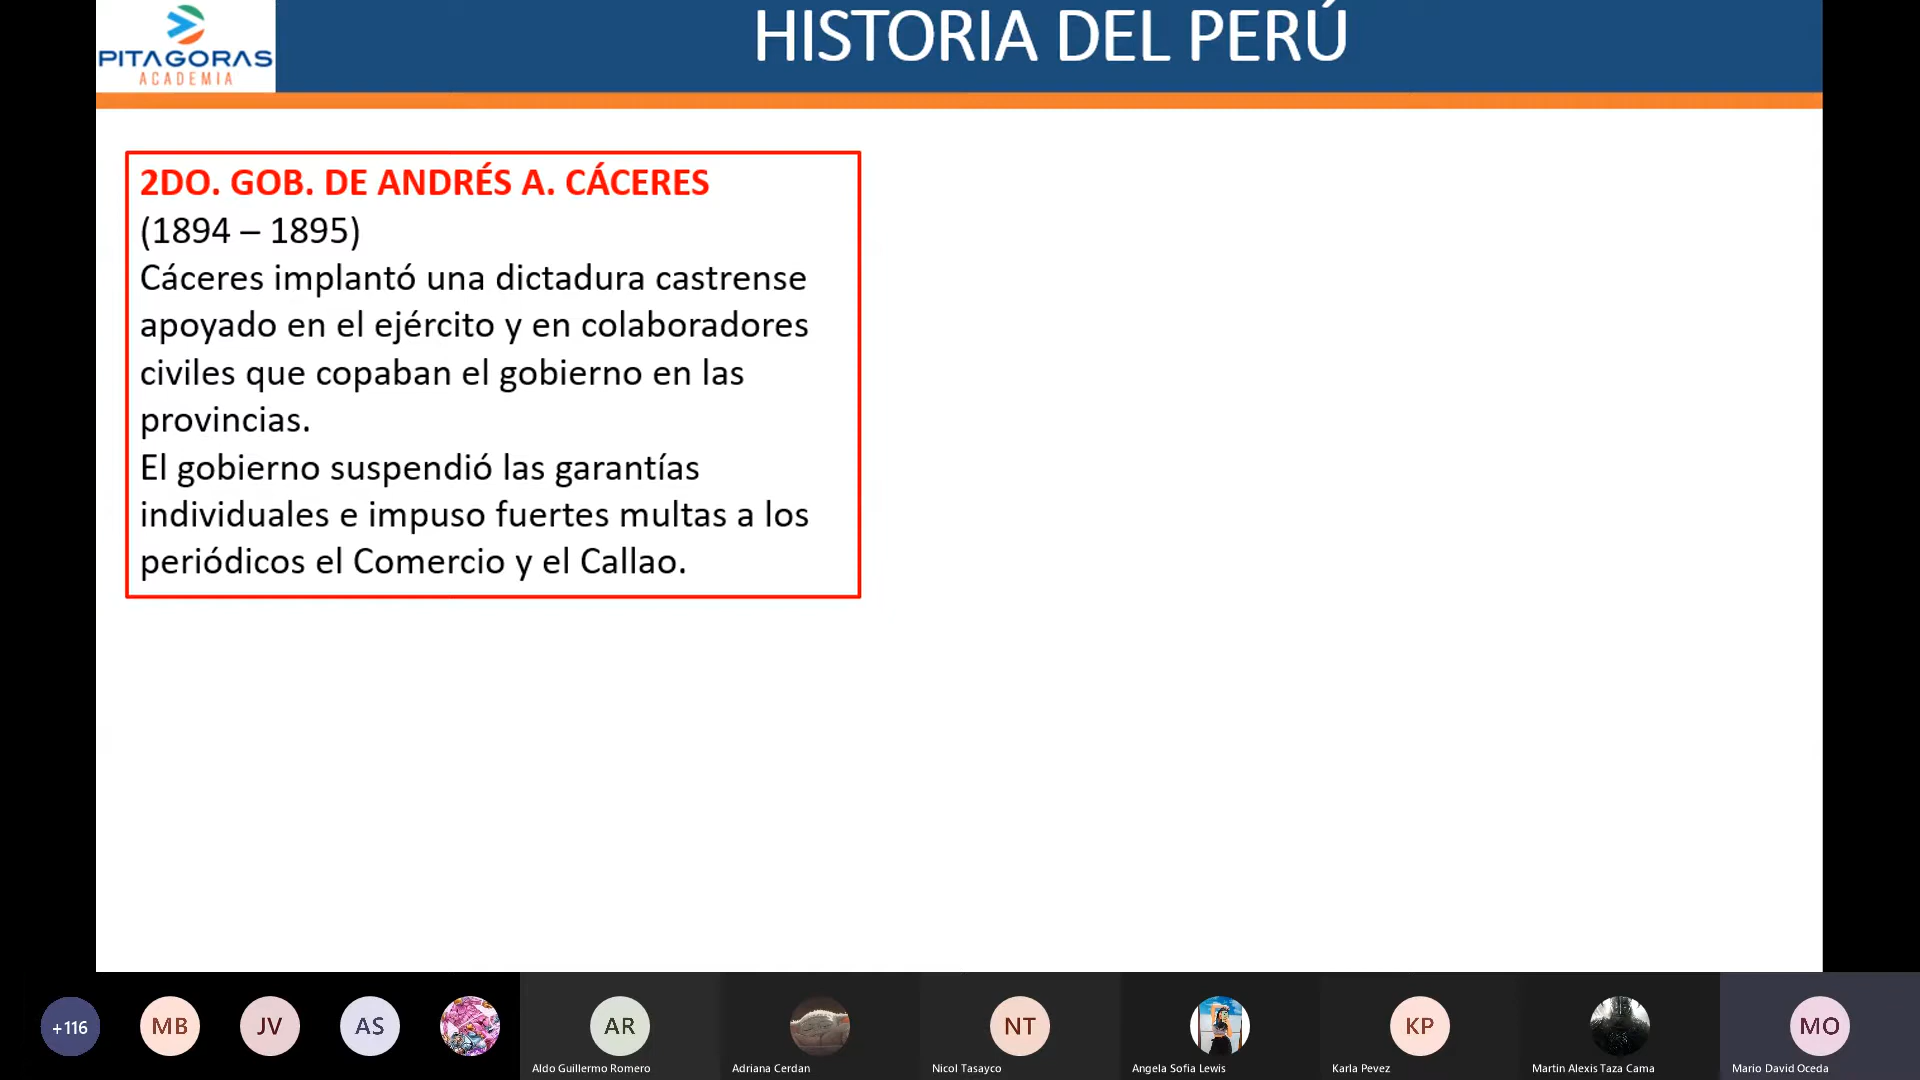 PITAGORAS
ACADEMIA
HISTORIA DEL PERÚ
2DO. GOB. DE ANDRÉS A. CÁCERES
(1894 – 1895)
Cáceres implantó una dictadura castrense
apoyado en el ejército y en colaboradores
civiles que copaban el gobierno en las
provincias.
El gobierno suspendió las garantías
individuales e impuso fuertes multas a los
periódicos el Comercio y el Callao.
+116
MB
JV
AS
AR
NT
KP
MO
Aldo Guillermo Romero
Adriana Cerdan
Nicol Tasayco
Angela Sofia Lewis
Karla Pevez
Martin Alexis Taza Cama
Mario David Oceda